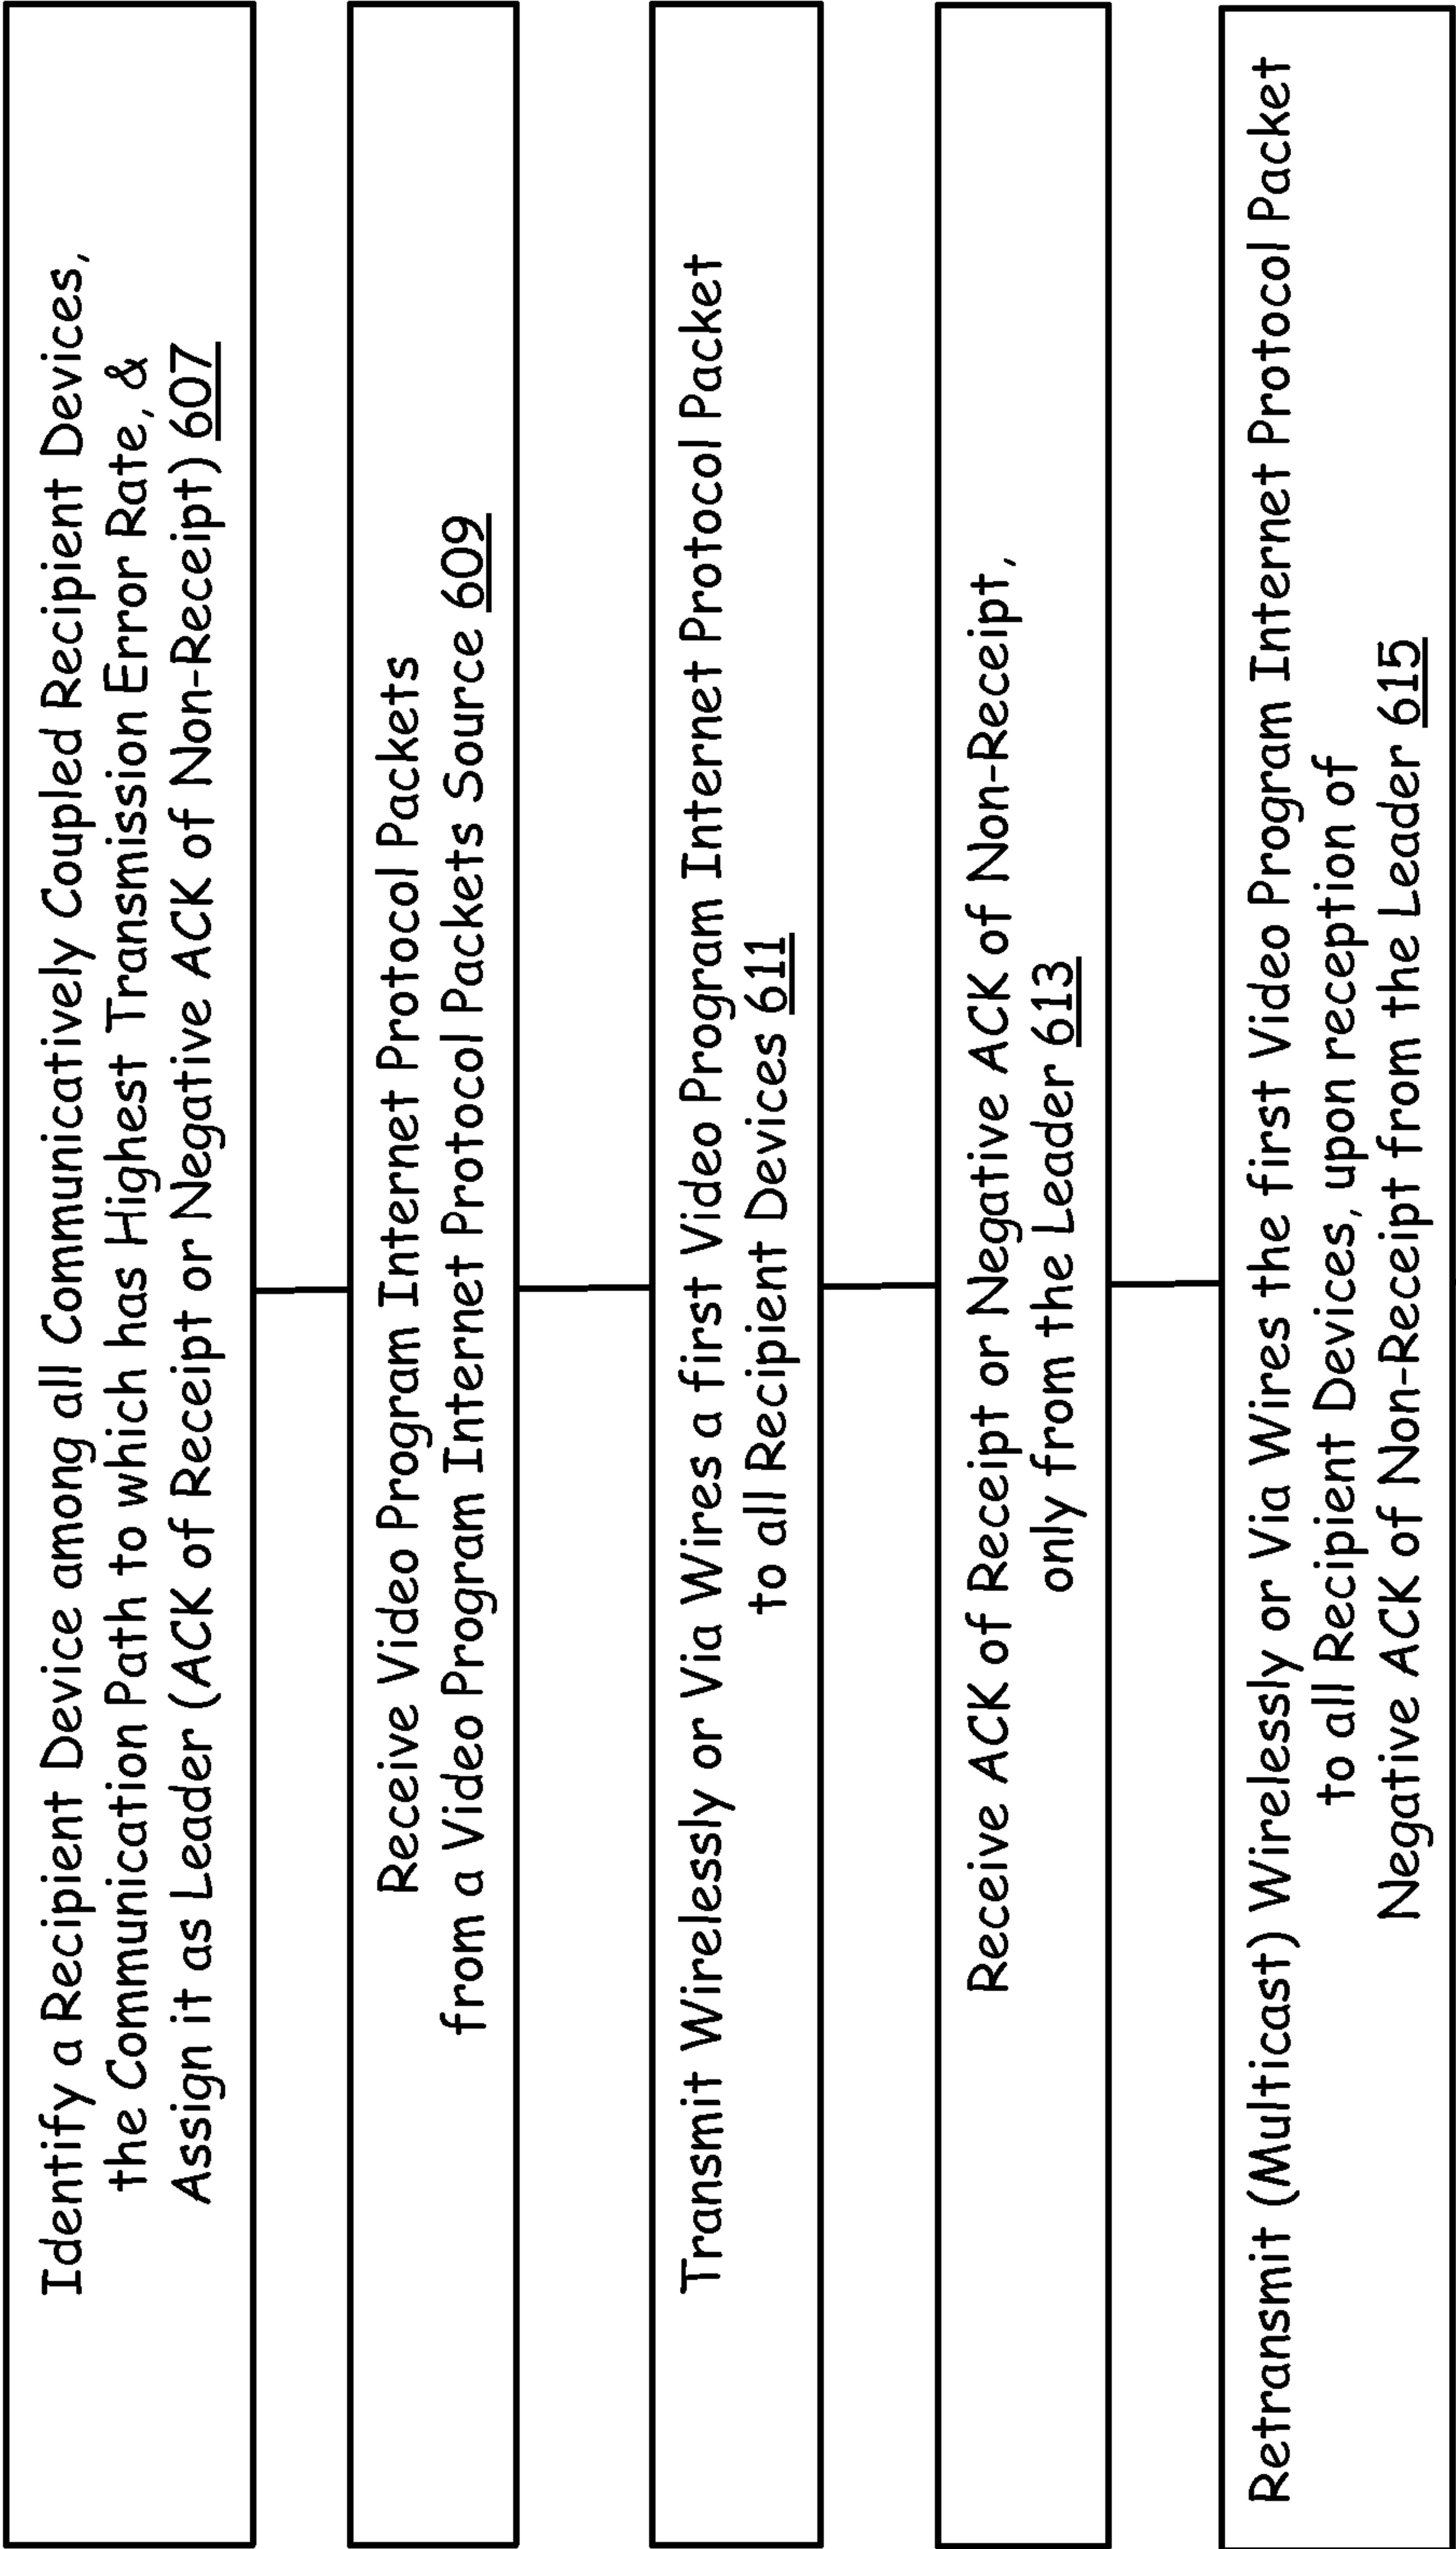 Identify a Recipient Device among all Communicatively Coupled Recipient Devices,
the Communication Path to which has Highest Transmission Error Rate, &
Assign it as Leader (ACK of Receipt or Negative ACK of Non-Receipt) 607
Receive Video Program Internet Protocol Packets
from a Video Program Internet Protocol Packets Source 609
Transmit Wirelessly or Via Wires a first Video Program Internet Protocol Packet
to all Recipient Devices 611
Receive ACK of Receipt or Negative ACK of Non-Receipt,
only from the Leader 613
Retransmit (Multicast) Wirelessly or Via Wires the first Video Program Internet Protocol Packet
to all Recipient Devices, upon reception of
Negative ACK of Non-Receipt from the Leader 615